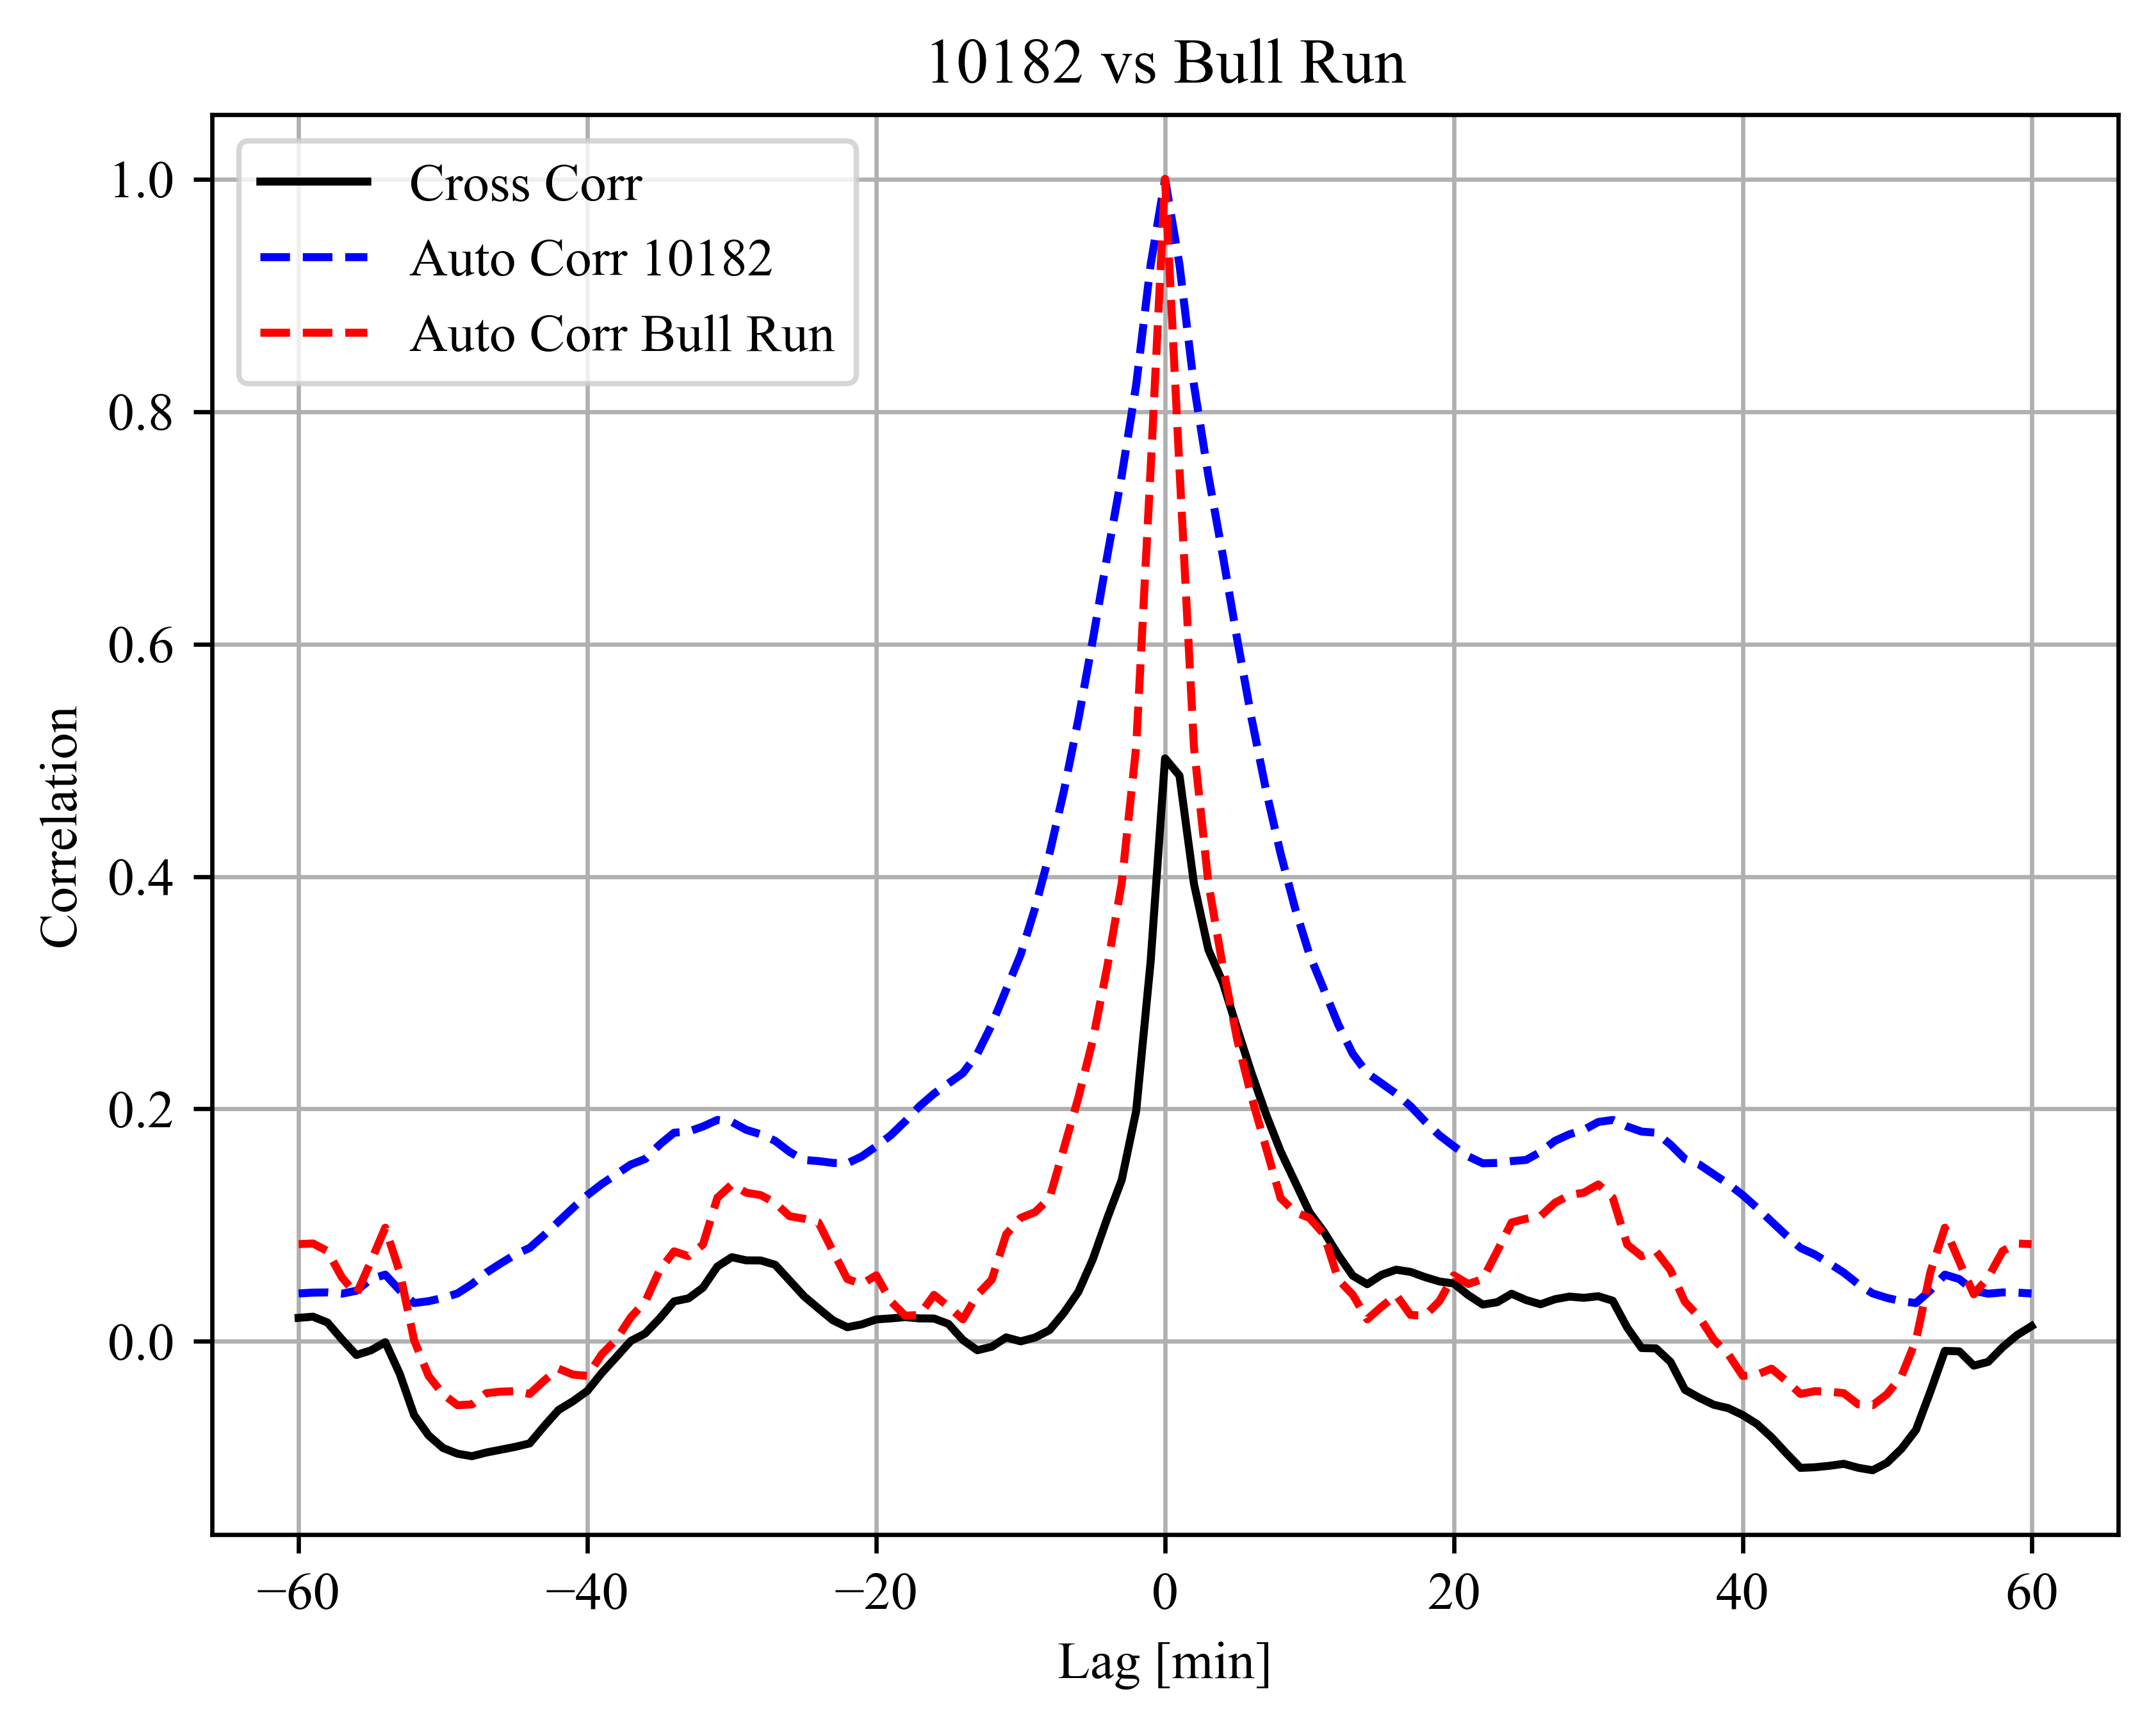 10182 vs Bull Run
Cross Corr
Auto Corr 10182
Auto Corr Bull Run
1.0
0.8
0.6
0.4
0.2
0.0
Correlation
−60 −40 −20 0 20 40 60
Lag [min]